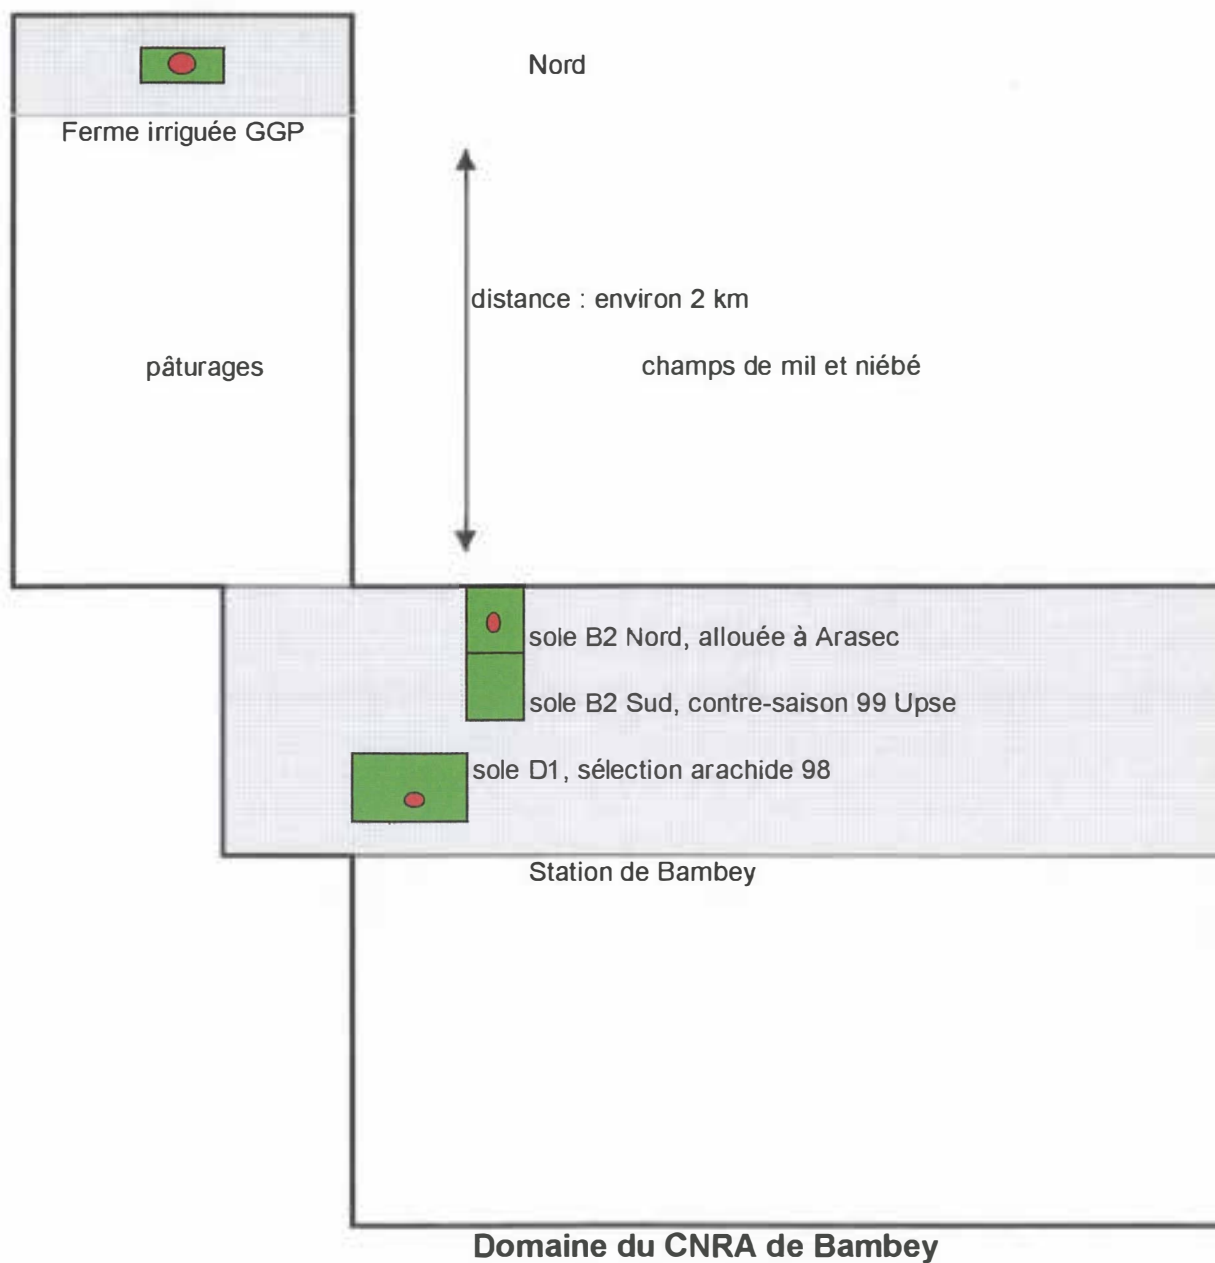 Nord
Ferme irriguée GGP
distance : environ 2 km
pâturages
champs de mil et niébé
sole B2 Nord, allouée à Arasec
sole B2 Sud, contre-saison 99 Upse
sole D1, sélection arachide 98
Station de Bambey
Domaine du CNRA de Bambey